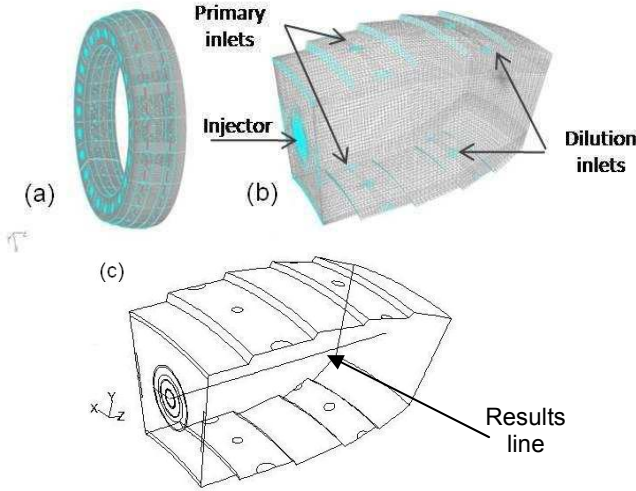 Primary
inlets
Injector
Dilution
inlets
(a)
(b)
(c)
Y
X
Z
Results
line